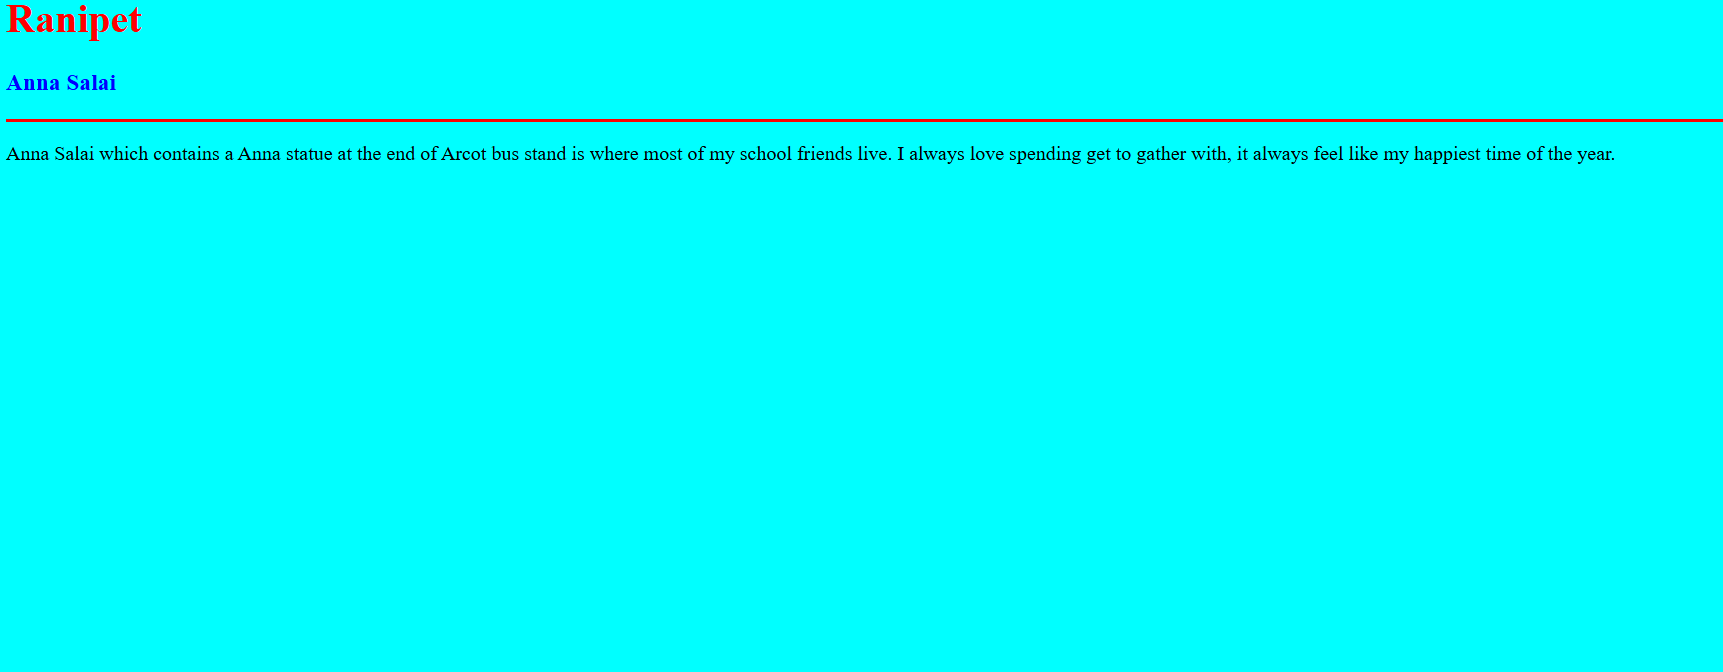 Ranipet
Anna Salai
Anna Salai which contains a Anna statue at the end of Arcot bus stand is where most of my school friends live. I always love spending get to gather with, it always feel like my happiest time of the year.